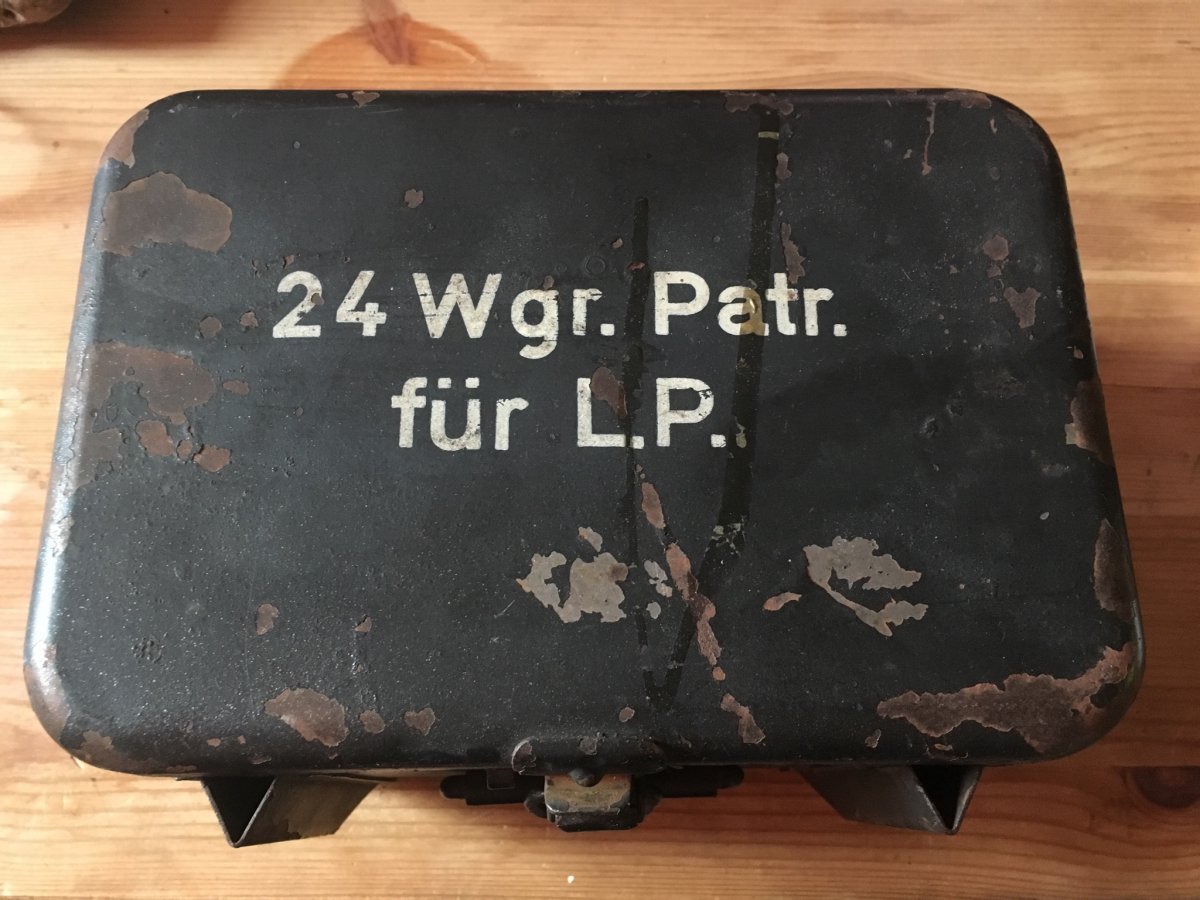 24 Wgr. Patr.
für L.P.